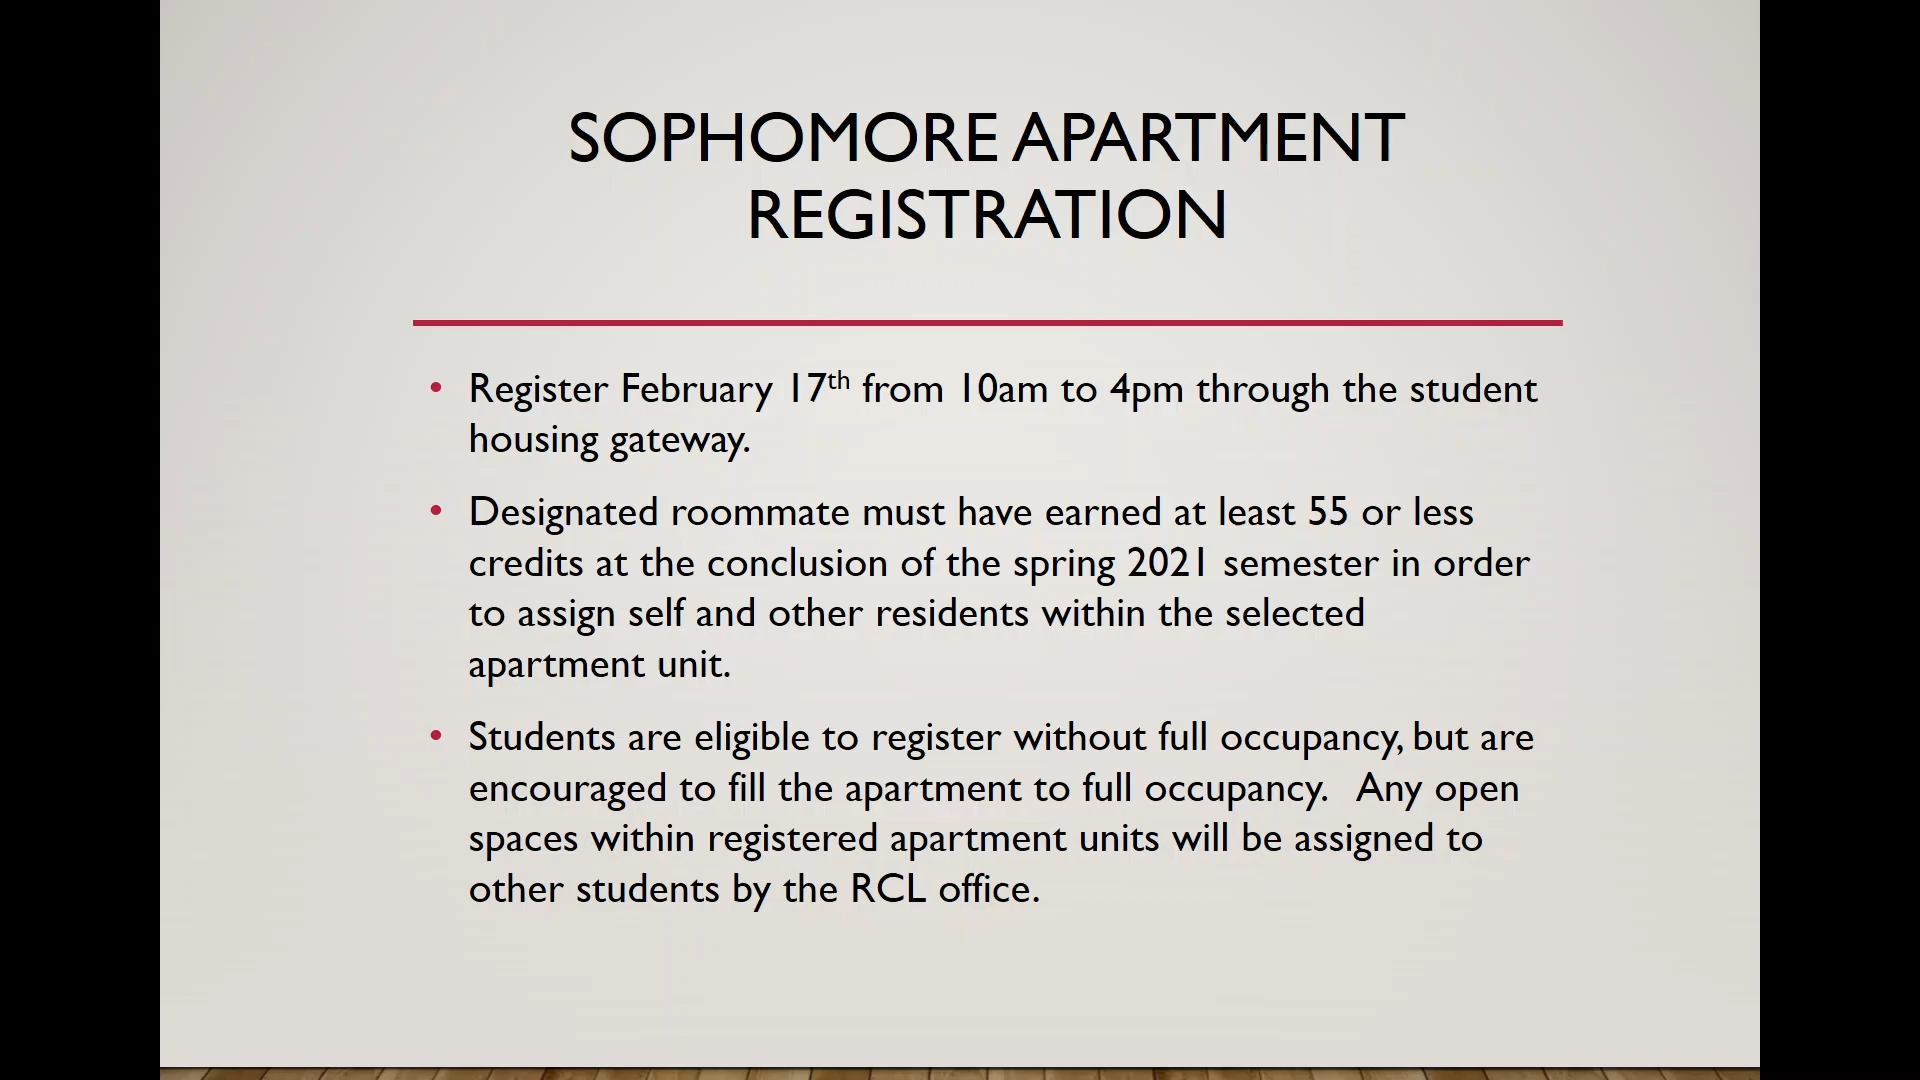 SOPHOMORE APARTMENT
REGISTRATION
• Register February 17th from 10am to 4pm through the student
housing gateway.
• Designated roommate must have earned at least 55 or less
credits at the conclusion of the spring 2021 semester in order
to assign self and other residents within the selected
apartment unit.
• Students are eligible to register without full occupancy, but are
encouraged to fill the apartment to full occupancy.   Any open
spaces within registered apartment units will be assigned to
other students by the RCL office.